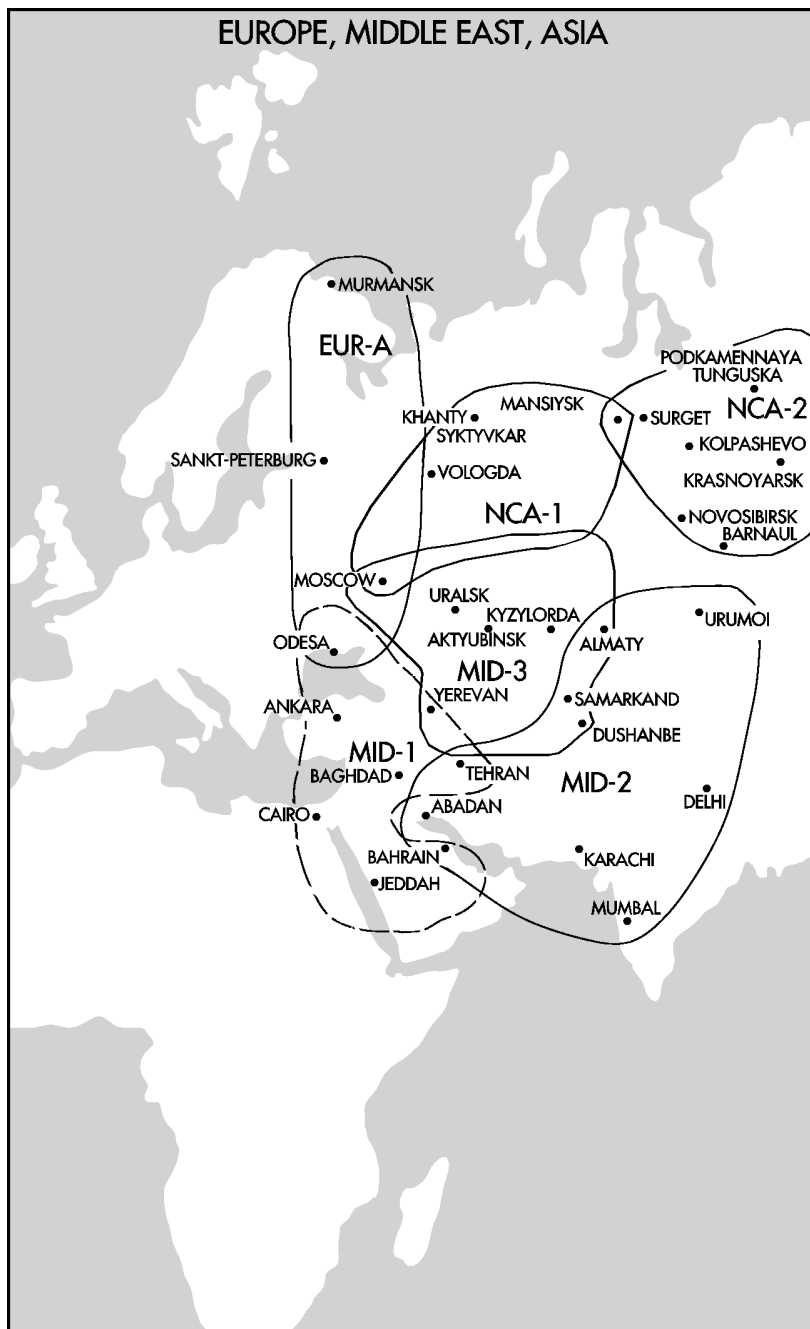 EUROPE, MIDDLE EAST, ASIA
MURMANSK
EUR-A
PODKAMENNAYA
TUNGUSKA
NCA-2
MANSIYSK
KHANTY
SURGET
SYKTYVKAR
KOLPASHEVO
SANKT-PETERBURG
VOLOGDA
KRASNOYARSK
NCA-1
NOVOSIBIRSK
BARNAUL
MOSCOW
URALSK
KYZYLORDA
URUMOI
ODESA
AKTYUBINSK
ALMATY
MID-3
YEREVAN
SAMARKAND
ANKARA
DUSHANBE
MID-1
BAGHDAD
TEHRAN
MID-2
DELHI
CAIRO
ABADAN
BAHRAIN
KARACHI
JEDDAH
MUMBAL